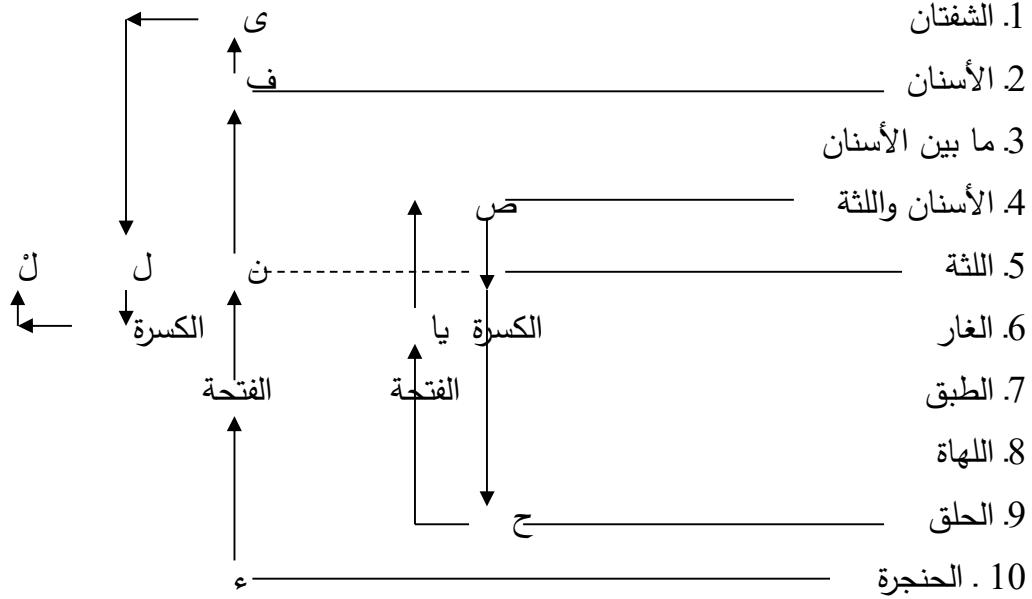 1. الشفتان ى
2. الأسنان ف
3. ما بين الأسنان
4. الأسنان واللثة ص
5. اللثة ن ل لْ
6. الغار الكسرة يا الكسرة
7. الطبق الفتحة الفتحة
8. اللهاة
9. الحلق ح
10 . الحنجرة ء